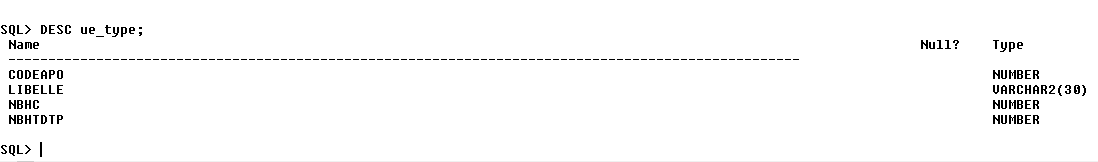 SQL> DESC ue_type;
Name Null? Type
----------------------------------------------------------------------------------------------------
CODEAPO NUMBER
LIBELLE VARCHAR2(30)
NBHC NUMBER
NBHTDTP NUMBER
SQL>